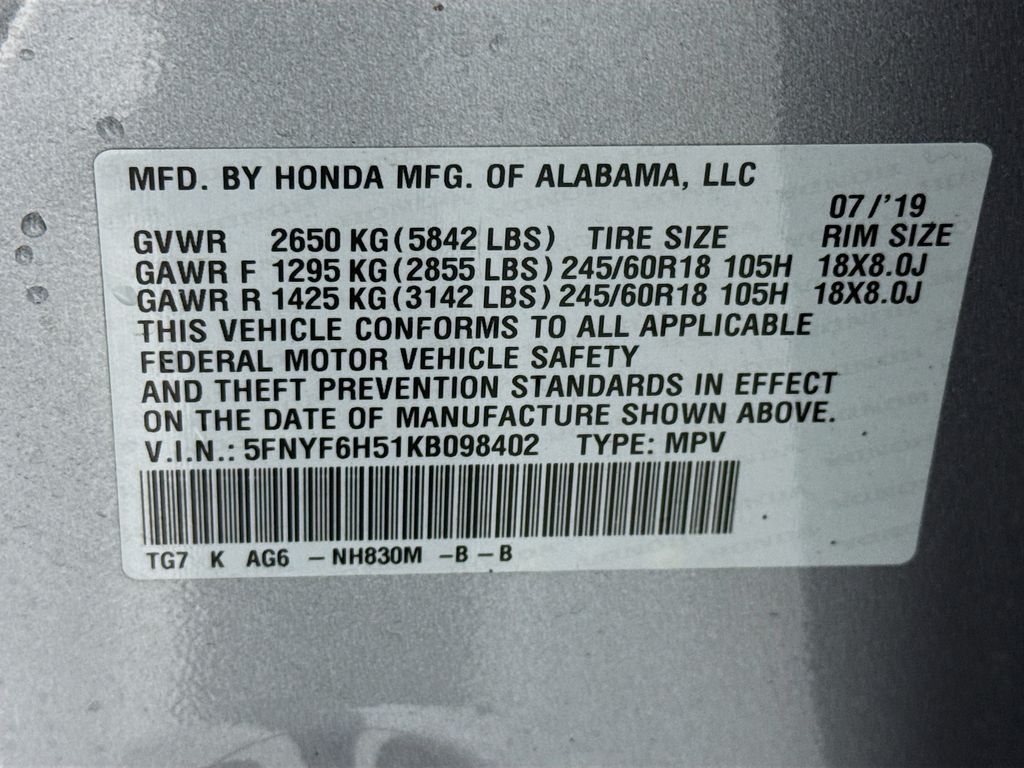 MFD. BY HONDA MFG. OF ALABAMA, LLC
07/'19
GVWR 2650 KG (5842 LBS) TIRE SIZE RIM SIZE
GAWR F 1295 KG (2855 LBS) 245/60R18 105H 18X8.0J
GAWR R 1425 KG (3142 LBS) 245/60R18 105H 18X8.0J
THIS VEHICLE CONFORMS TO ALL APPLICABLE
FEDERAL MOTOR VEHICLE SAFETY
AND THEFT PREVENTION STANDARDS IN EFFECT
ON THE DATE OF MANUFACTURE SHOWN ABOVE.
V.I.N.: 5FNYF6H51KB098402 TYPE: MPV
TG7 K AG6 – NH830M –B – B